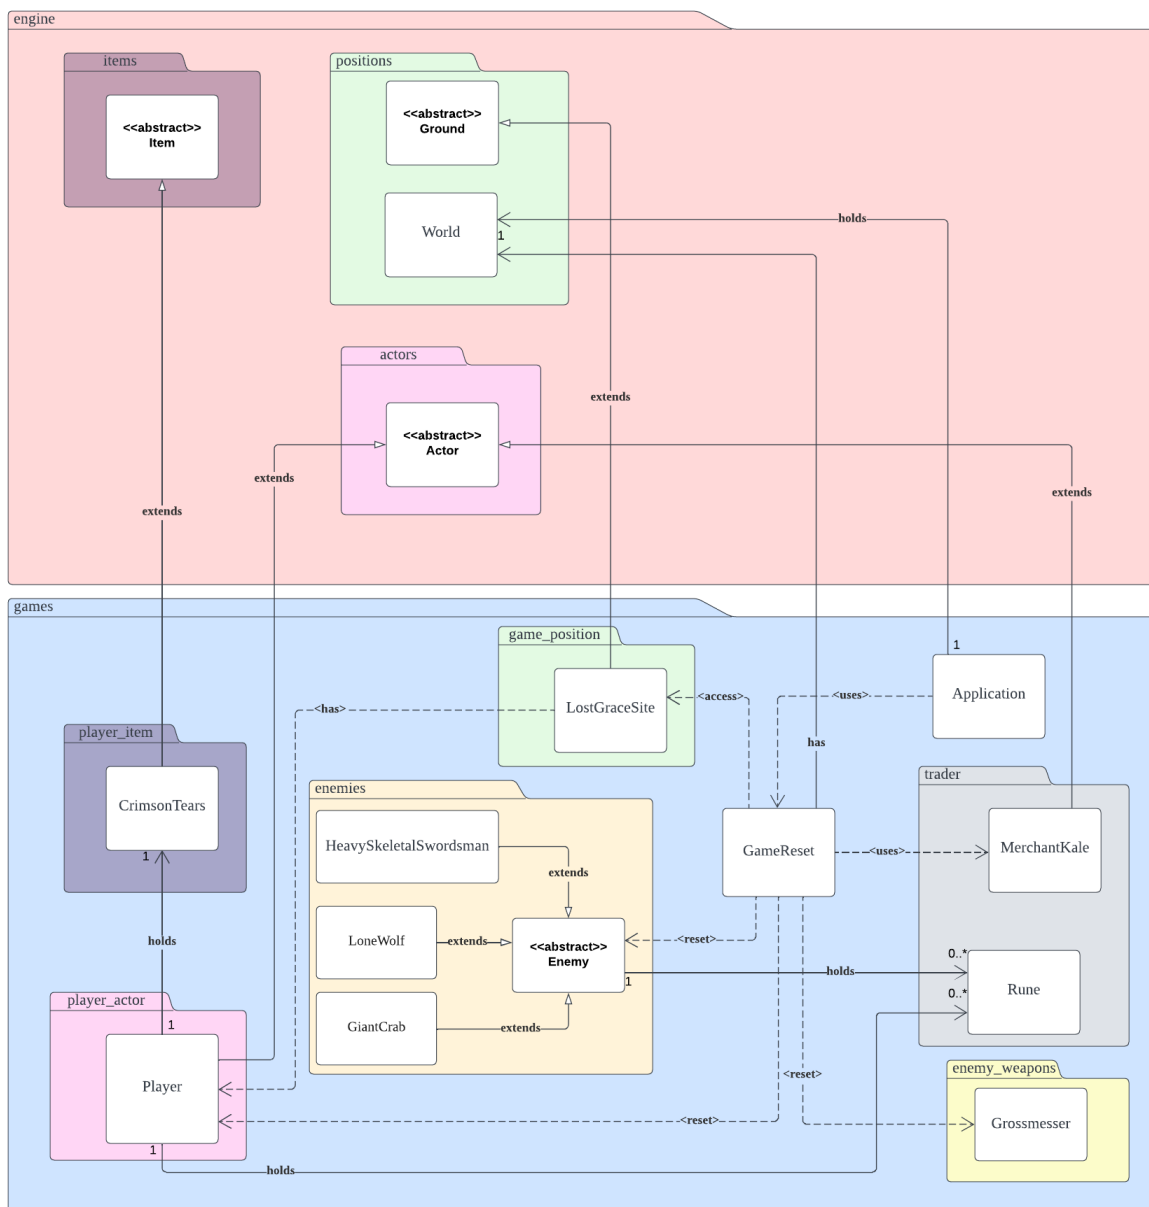 engine
items
positions
<<abstract>>
Item
<<abstract>>
Ground
World
holds
1
actors
extends
<<abstract>>
Actor
extends
extends
extends
games
game_position
1
LostGraceSite
<access>
<uses>
Application
<has>
player_item
has
trader
enemies
CrimsonTears
HeavySkeletalSwordsman
GameReset
<uses>
MerchantKale
1
extends
holds
LoneWolf
extends
<<abstract>>
Enemy
<reset>
0..*
holds
1
Rune
0..*
player_actor
GiantCrab
extends
1
Player
<reset>
enemy_weapons
<reset>
Grossmesser
1
holds